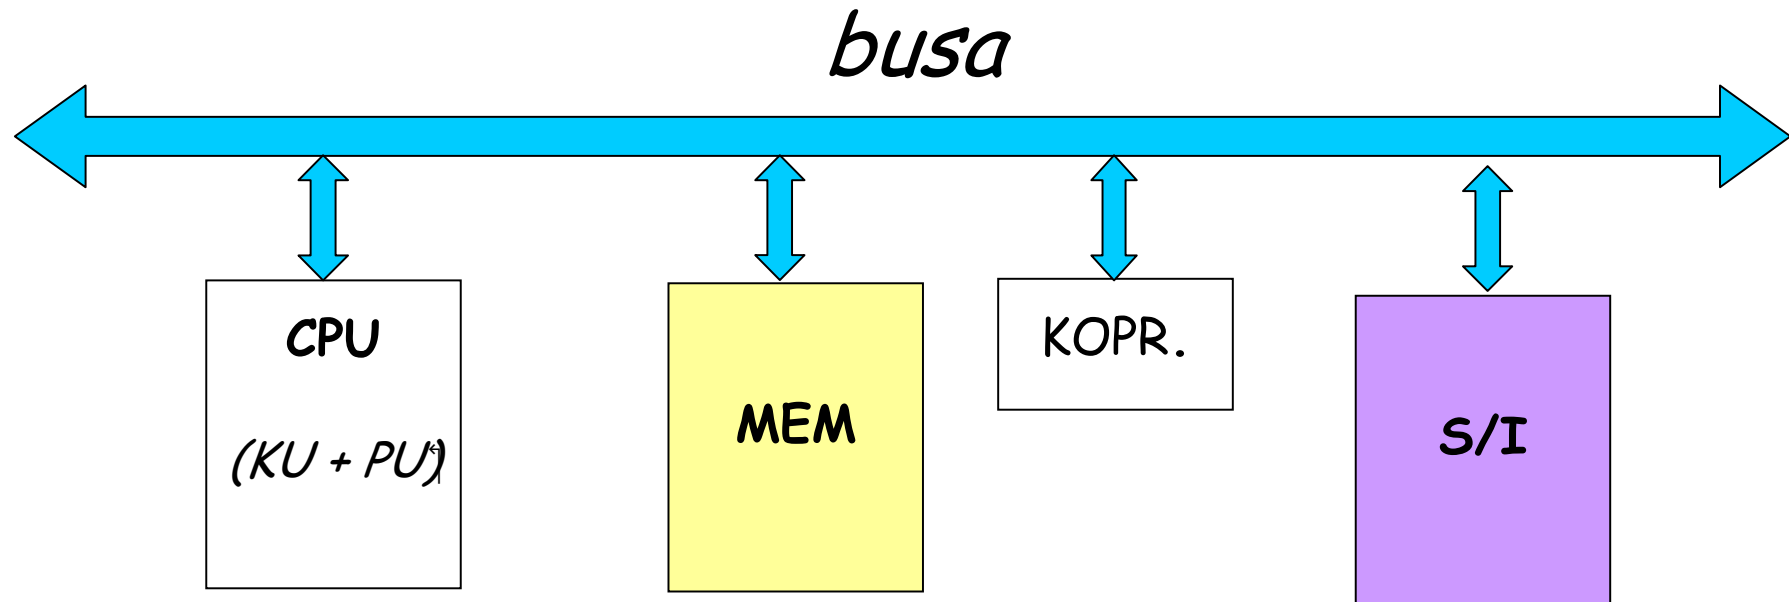 busa
CPU
(KU + PU)
MEM
KOPR.
S/I